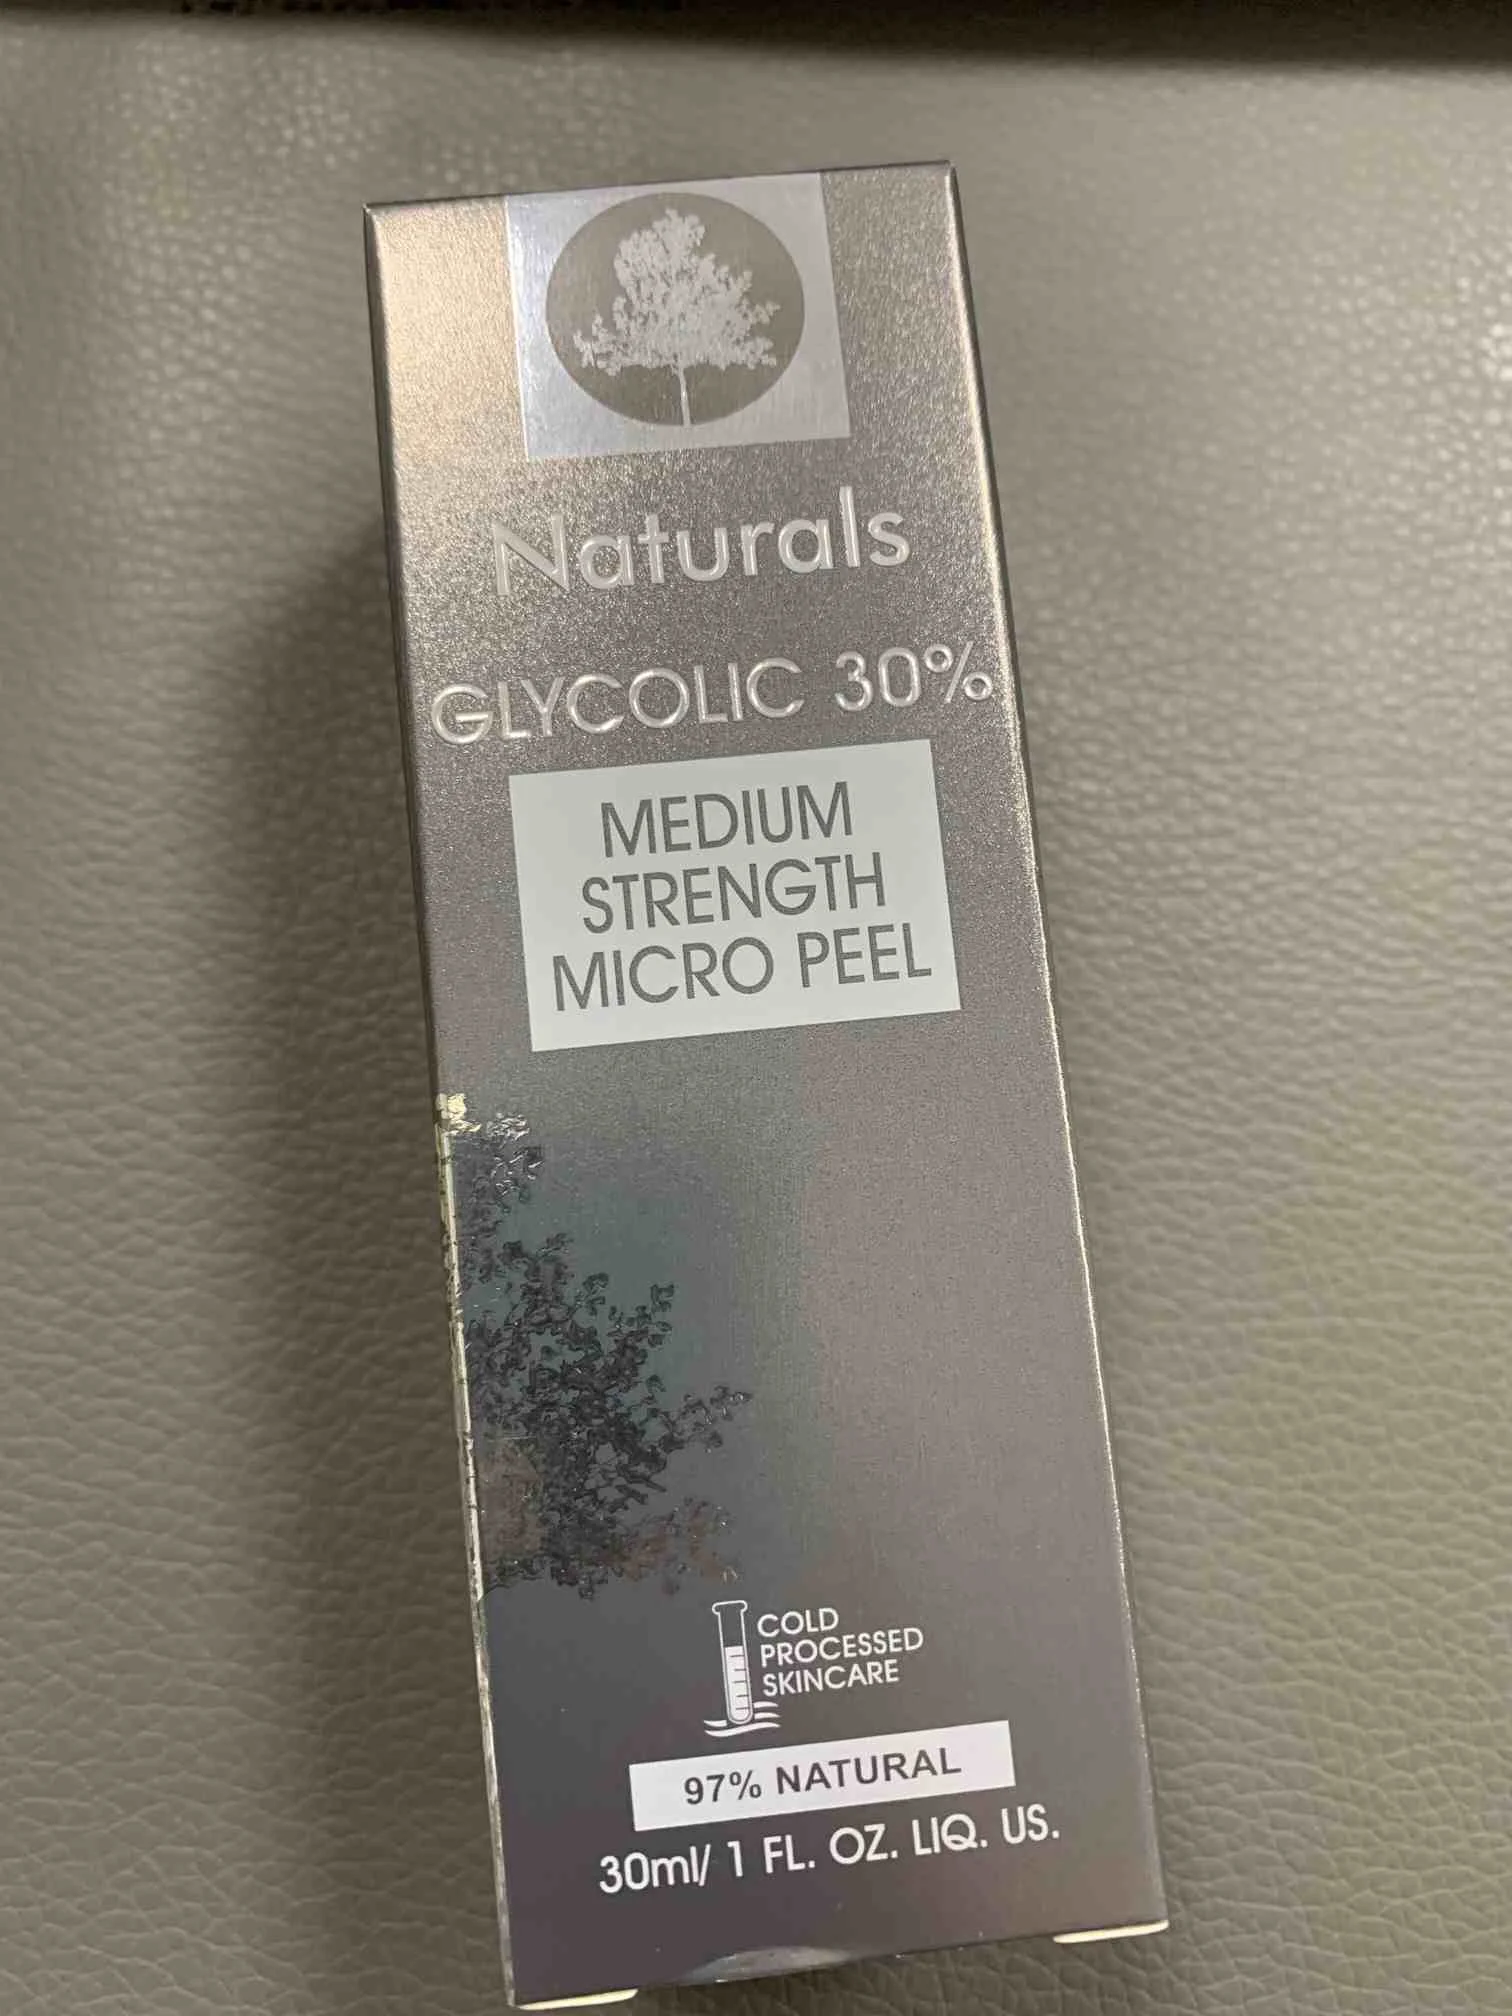 Naturals
GLYCOLIC 30%
MEDIUM
STRENGTH
MICRO PEEL
COLD
PROCESSED
SKINCARE
97% NATURAL
30ml/ 1 FL. OZ. LIQ. US.